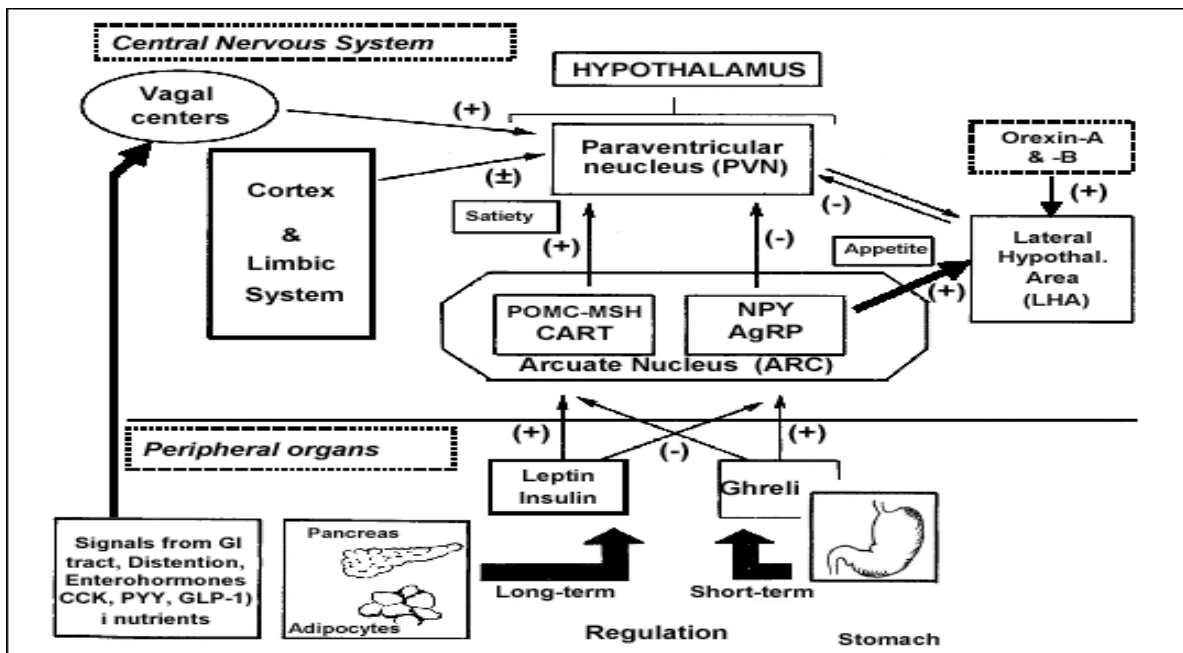 Central Nervous System
HYPOTHALAMUS
Vagal
centers
(+)
Paraventricular
neucleus (PVN)
Orexin-A
& -B
(+)
Cortex
&
Limbic
System
(±)
Satiety
(+)
(-)
(-)
Appetite
(+)
Lateral
Hypothal.
Area
(LHA)
POMC-MSH
CART
NPY
AgRP
Arcuate Nucleus (ARC)
Peripheral organs
(+)
(-)
(+)
Leptin
Insulin
Ghreli
Signals from GI
tract, Distention,
Enterohormones
CCK, PYY, GLP-1)
i nutrients
Pancreas
Adipocytes
Long-term
Short-term
Regulation
Stomach